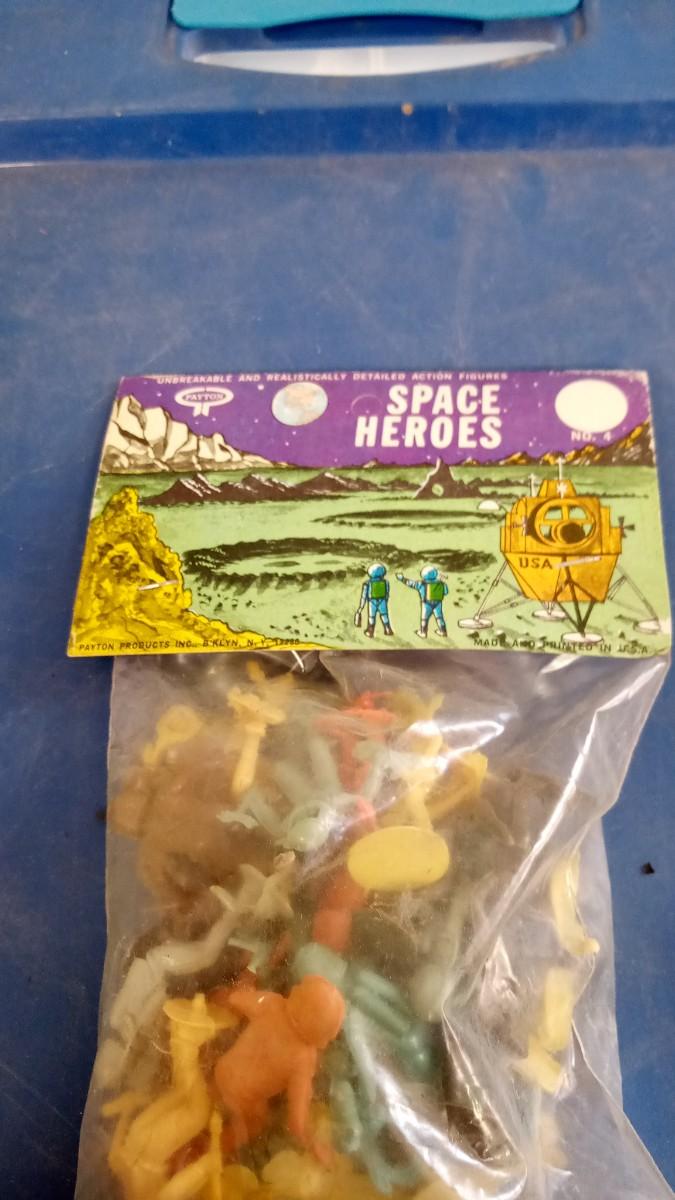 UNBREAKABLE AND REALISTICALLY DETAILED ACTION FIGURES
PAYTON
SPACE
HEROES
NO. 4
USA
PAYTON PRODUCTS INC., B'KLYN, N. Y.
MADE AND PRINTED IN U.S.A.